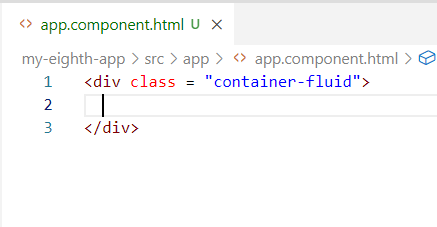 <> app.component.html U ×
my-eighth-app > src > app > <> app.component.html >
1 <div class = "container-fluid">
2
3 </div>